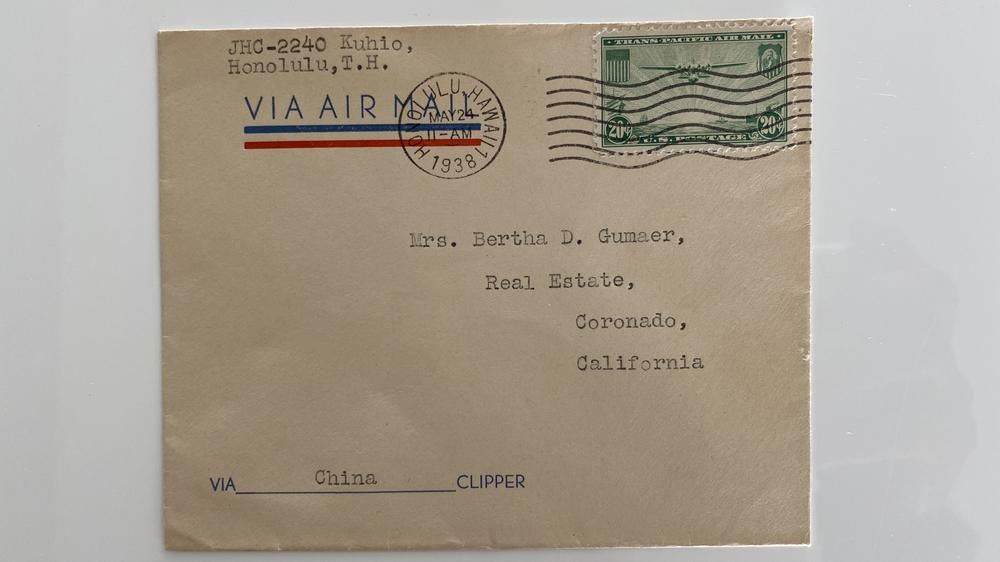 JHC-2240 Kuhio,
Honolulu,T.H.
VIA AIR MAIL
HONOLULU, HAWAII 1
MAY 24
11-AM
1938
TRANS-PACIFIC AIR MAIL
20¢ 20¢
U.S. POSTAGE
Mrs. Bertha D. Gumaer,
Real Estate,
Coronado,
California
VIA China CLIPPER